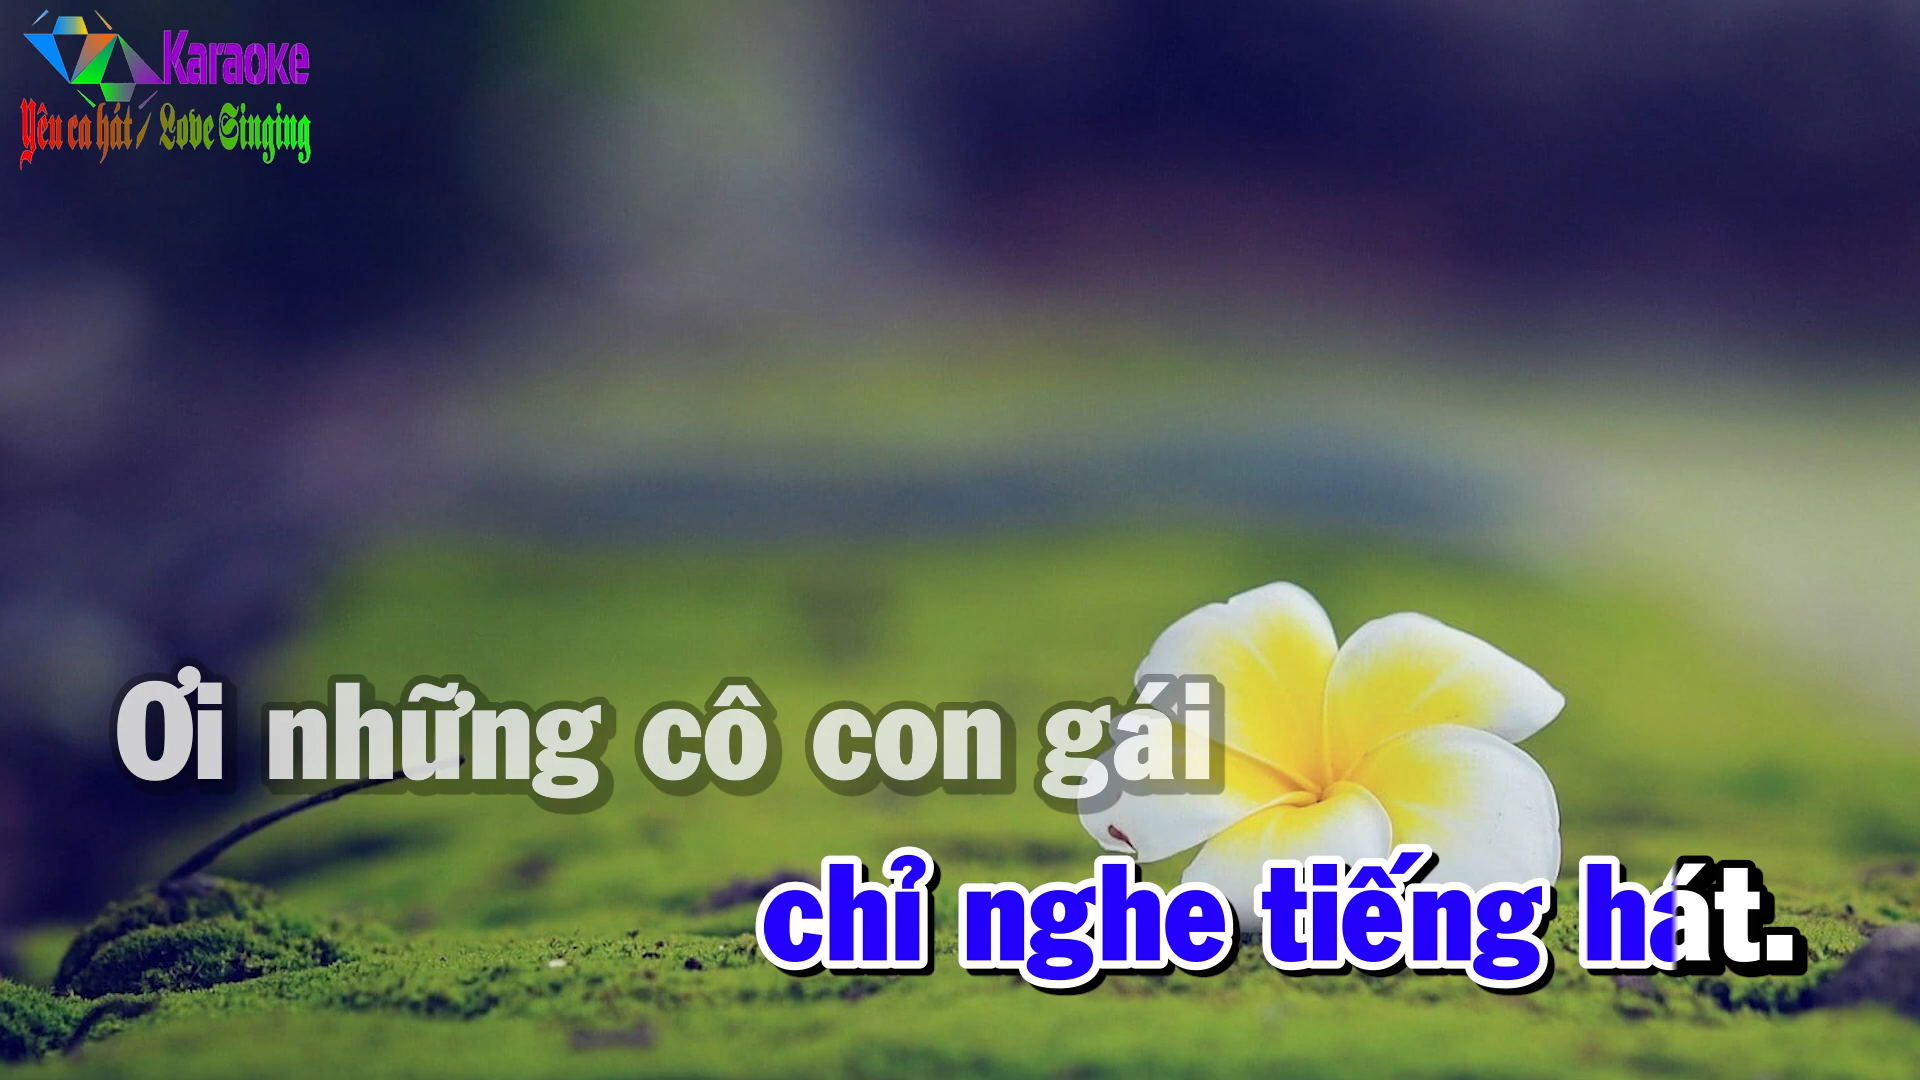 Karaoke
Yêu ca hát / Love Singing
Ơi những cô con gái
chỉ nghe tiếng hát.